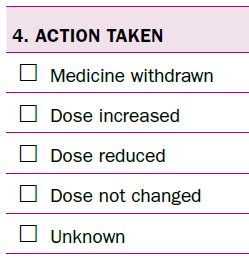 4. ACTION TAKEN
☐ Medicine withdrawn
☐ Dose increased
☐ Dose reduced
☐ Dose not changed
☐ Unknown